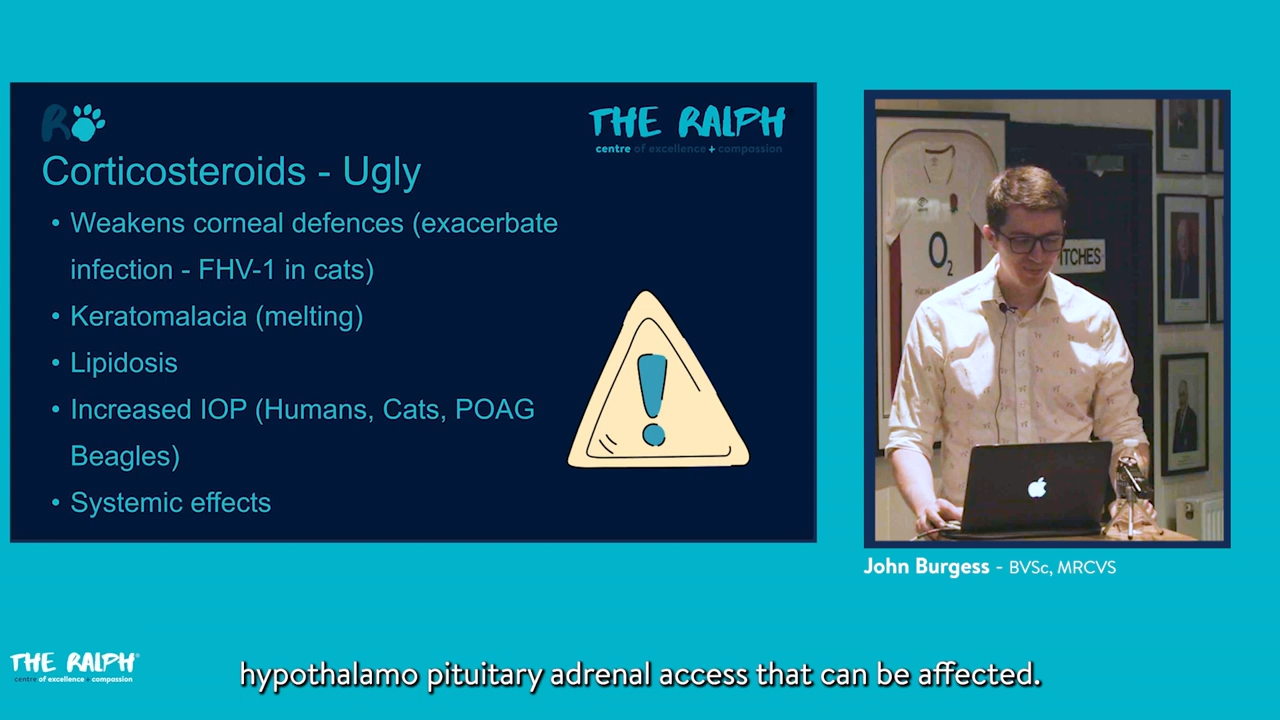 THE RALPH
centre of excellence + compassion
Corticosteroids - Ugly
• Weakens corneal defences (exacerbate
infection - FHV-1 in cats)
• Keratomalacia (melting)
• Lipidosis
• Increased IOP (Humans, Cats, POAG
Beagles)
• Systemic effects
O2
ITCHES
John Burgess - BVSc, MRCVS
THE RALPH
centre of excellence + compassion
hypothalamo pituitary adrenal access that can be affected.